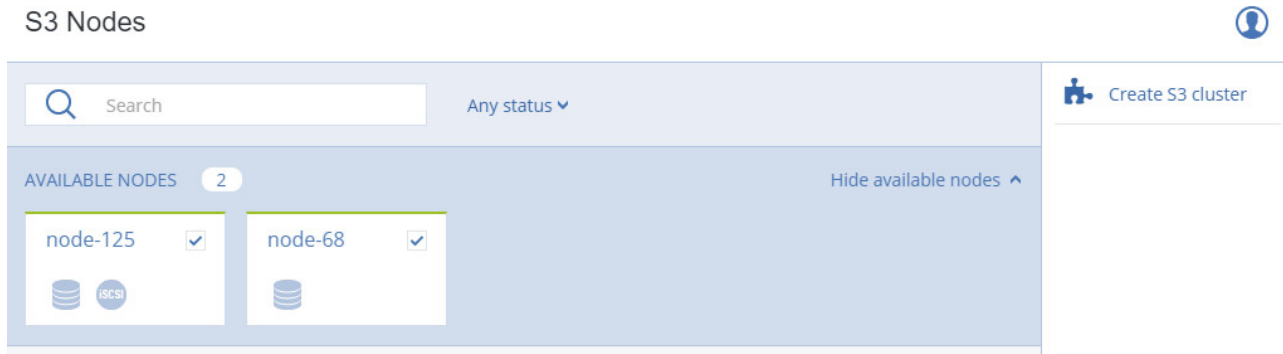 S3 Nodes
Search
Any status
Create S3 cluster
AVAILABLE NODES 2
Hide available nodes
node-125
node-68
iSCSI